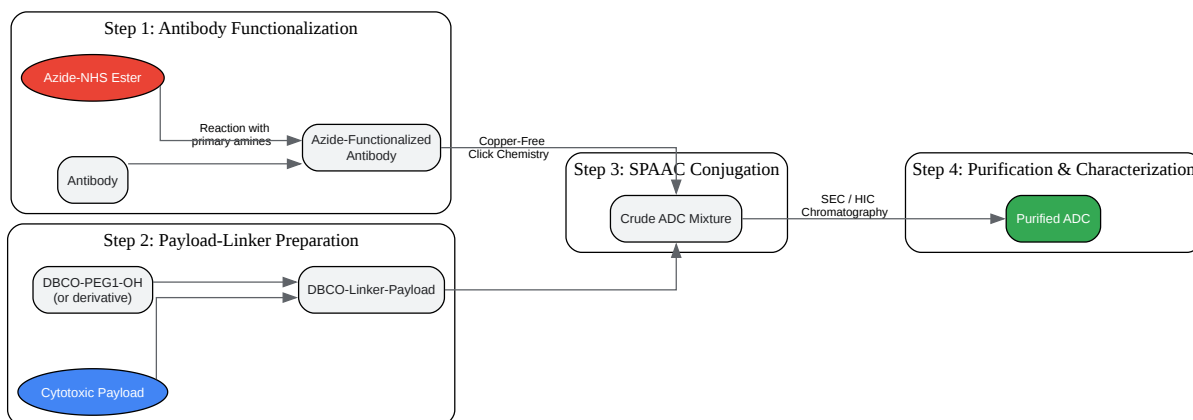 Step 1: Antibody Functionalization
Azide-NHS Ester
Reaction with
primary amines
Azide-Functionalized
Antibody
Antibody
Copper-Free
Click Chemistry
Step 2: Payload-Linker Preparation
DBCO-PEG1-OH
(or derivative)
DBCO-Linker-Payload
Cytotoxic Payload
Step 3: SPAAC Conjugation
Crude ADC Mixture
SEC / HIC
Chromatography
Step 4: Purification & Characterization
Purified ADC